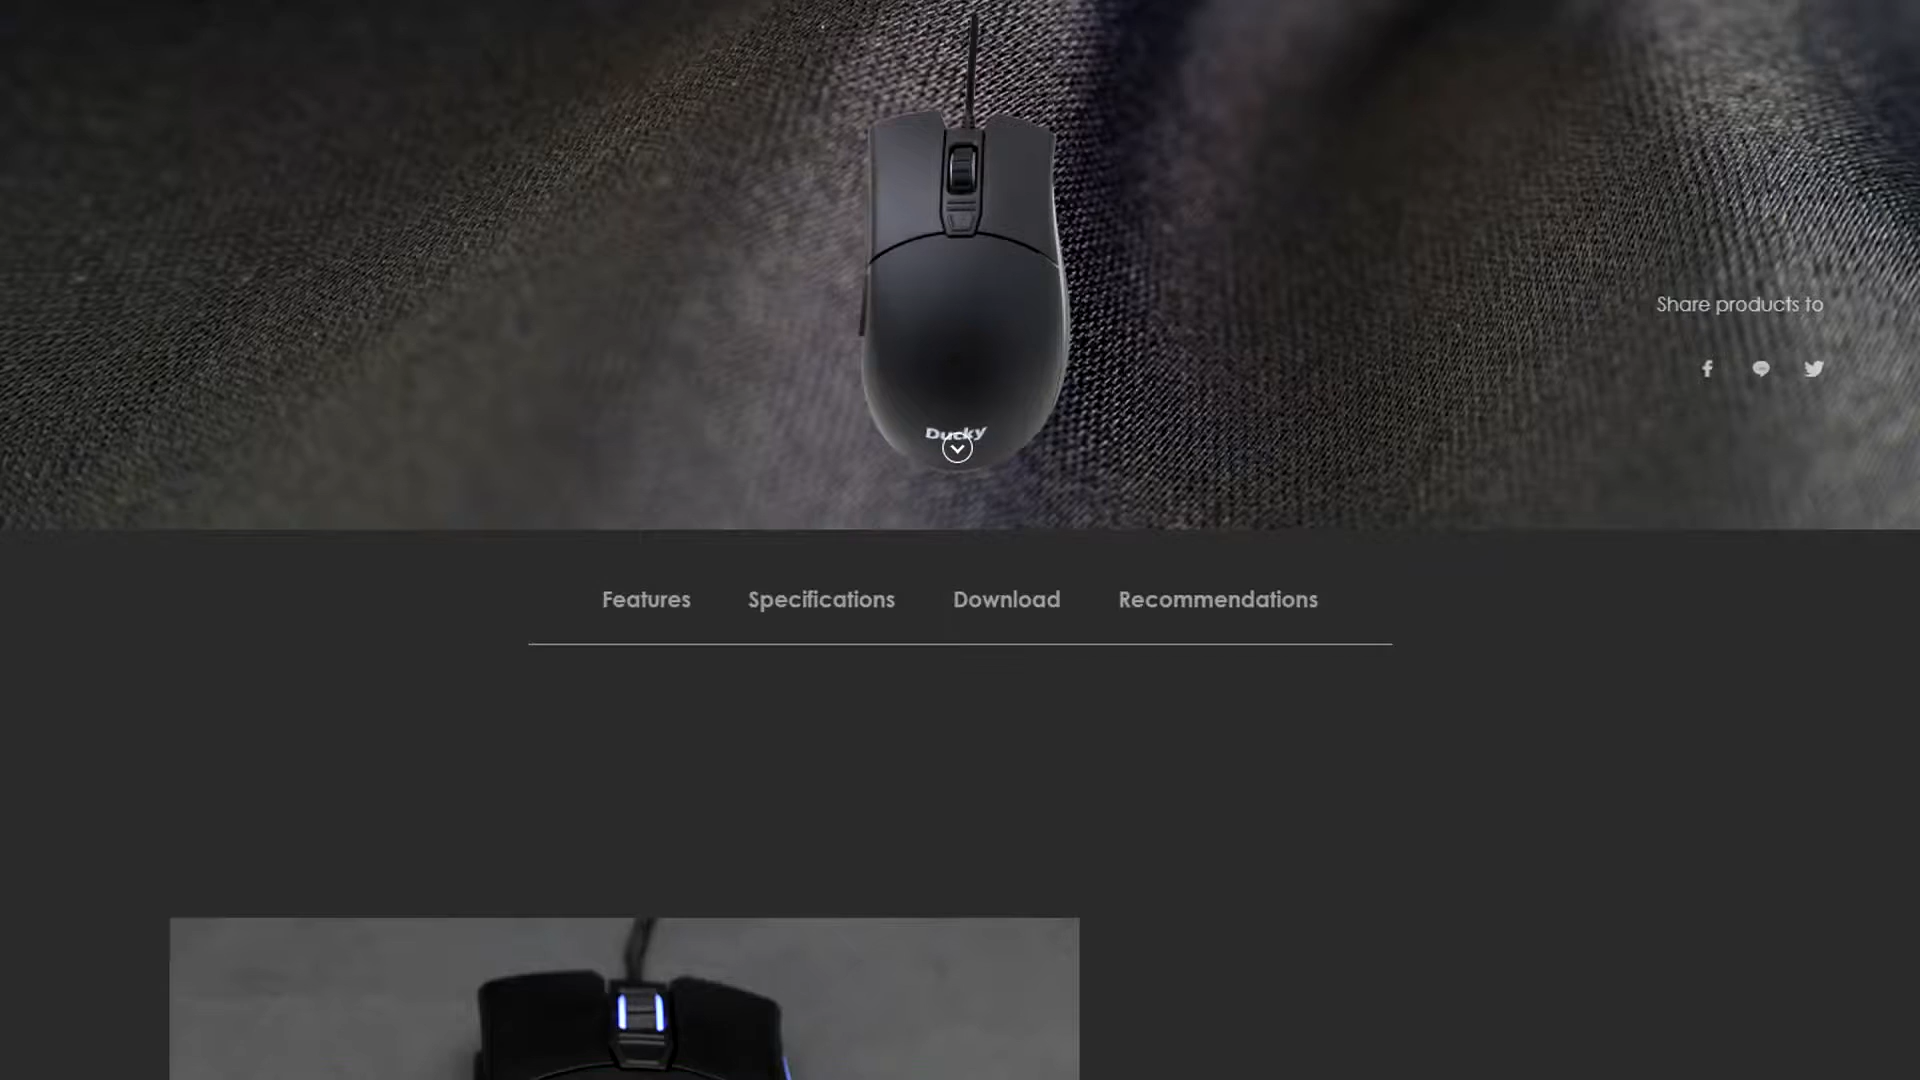 Ducky
Share products to
Features Specifications Download Recommendations